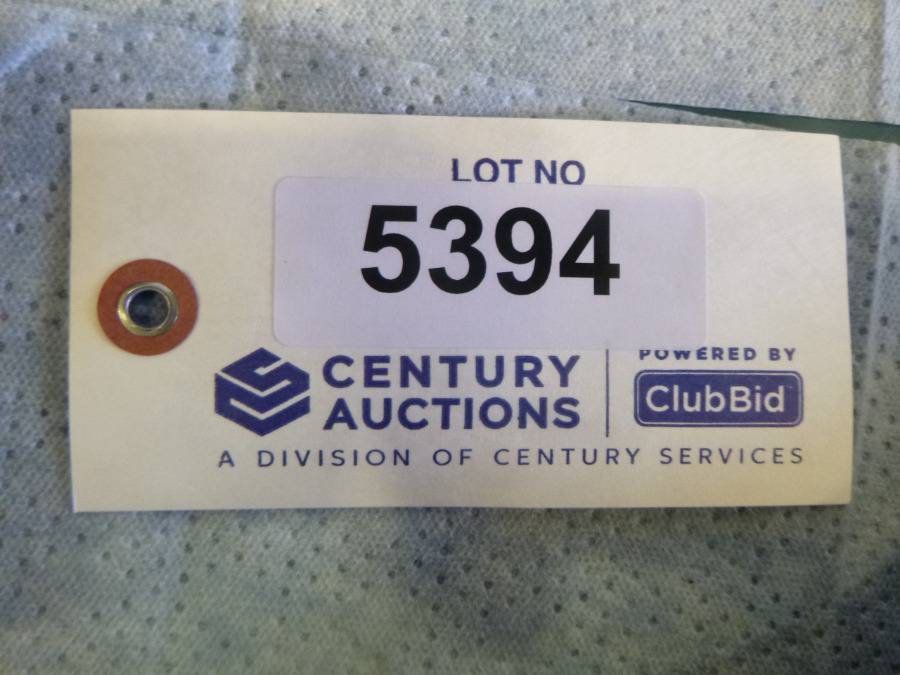 LOT NO
5394
CENTURY
AUCTIONS
POWERED BY
ClubBid
A DIVISION OF CENTURY SERVICES